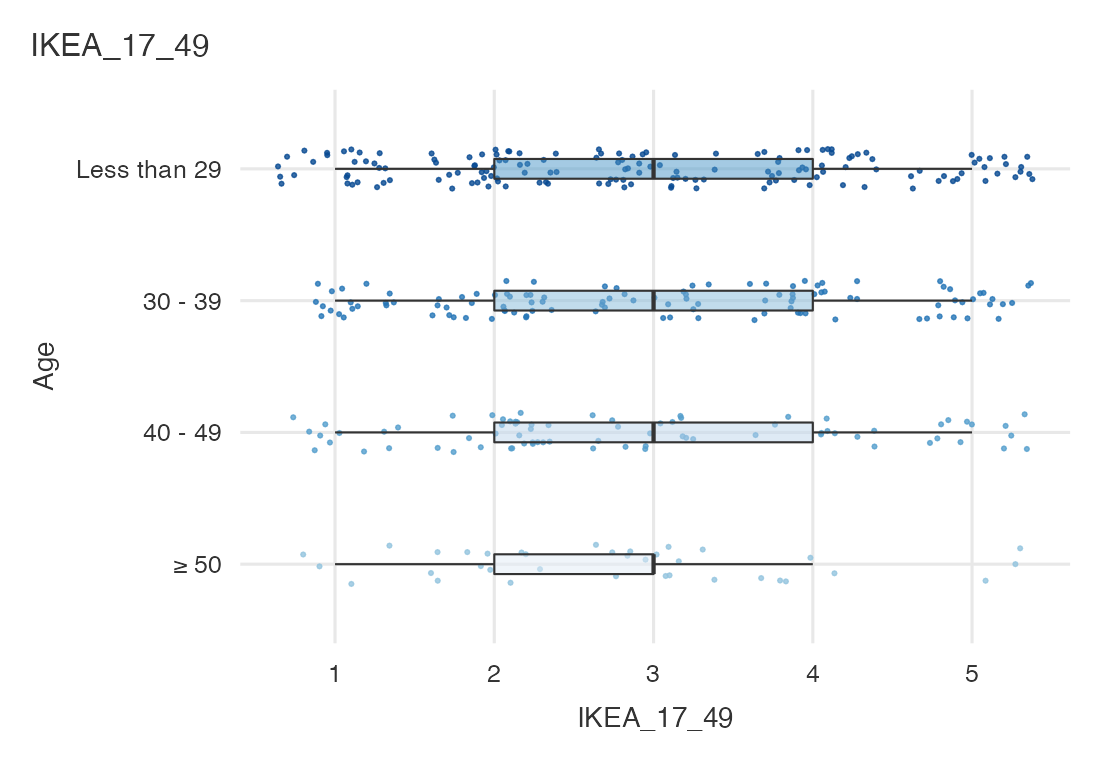 IKEA_17_49
Less than 29
30 - 39
40 - 49
≥ 50
Age
1 2 3 4 5
IKEA_17_49